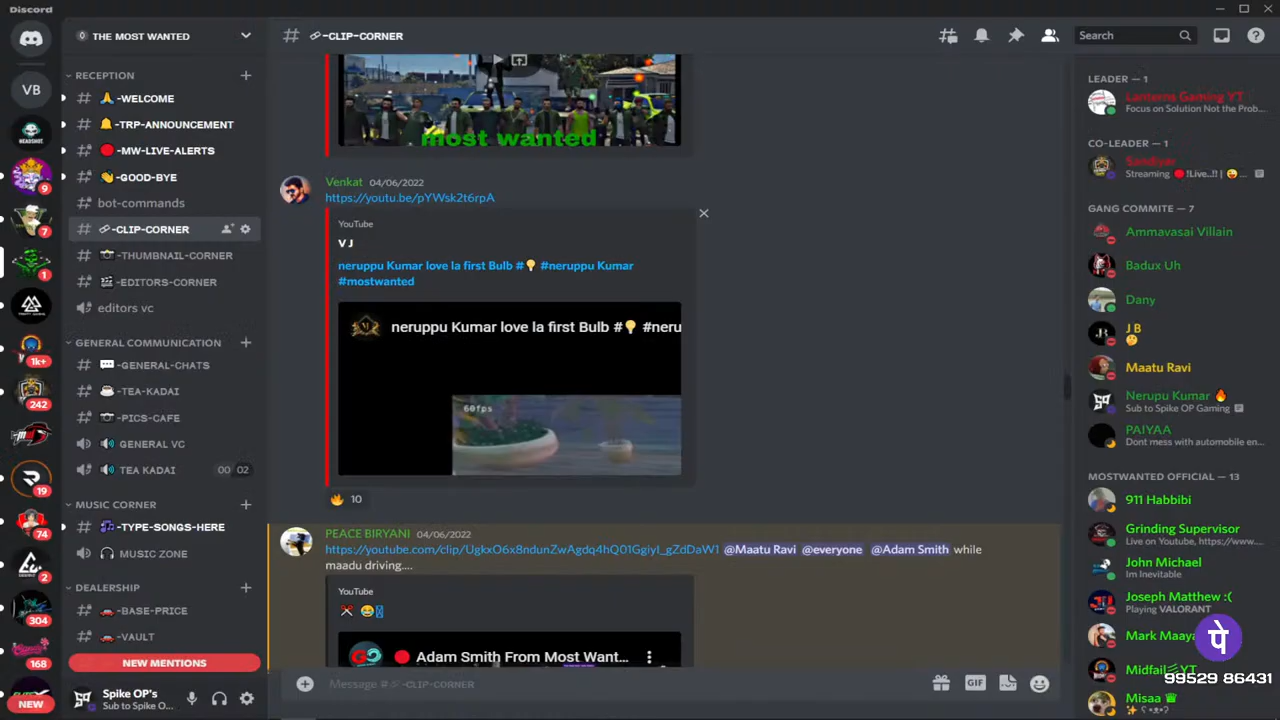 Discord
THE MOST WANTED
RECEPTION
-WELCOME
-TRP-ANNOUNCEMENT
-MW-LIVE-ALERTS
-GOOD-BYE
bot-commands
-CLIP-CORNER
-THUMBNAIL-CORNER
-EDITORS-CORNER
editors vc
GENERAL COMMUNICATION
-GENERAL-CHATS
-TEA-KADAI
-PICS-CAFE
GENERAL VC
TEA KADAI 00 02
MUSIC CORNER
-TYPE-SONGS-HERE
MUSIC ZONE
DEALERSHIP
-BASE-PRICE
-VAULT
NEW MENTIONS
Spike OP's
Sub to Spike O...
VB
HEADSHOT
9
7
1
1k+
242
19
74
2
304
168
NEW
# -CLIP-CORNER
Search
most wanted
Venkat 04/06/2022
https://youtu.be/pYWsk2t6rpA
YouTube
V J
neruppu Kumar love la first Bulb #💡 #neruppu Kumar
#mostwanted
neruppu Kumar love la first Bulb #💡 #neru
60fps
🔥 10
PEACE BIRYANI 04/06/2022
@Maatu Ravi @everyone @Adam Smith while
maadu driving....
YouTube
Adam Smith From Most Want...
Message # -CLIP-CORNER
GIF
LEADER — 1
Lanterns Gaming YT
Focus on Solution Not the Prob...
CO-LEADER — 1
Sandiyar
Streaming 🔴 !Live..!! | 😜 ...
GANG COMMITE — 7
Ammavasai Villain
Badux Uh
Dany
J B
🤔
Maatu Ravi
Nerupu Kumar 🔥
Sub to Spike OP Gaming
PAIYAA
Dont mess with automobile en...
MOSTWANTED OFFICIAL — 13
911 Habbibi
Grinding Supervisor
Live on Youtube, https://www...
John Michael
Im Inevitable
Joseph Matthew :(
Playing VALORANT
Mark Maaya
Midfail YT
Misaa ♛
पे
99529 86431